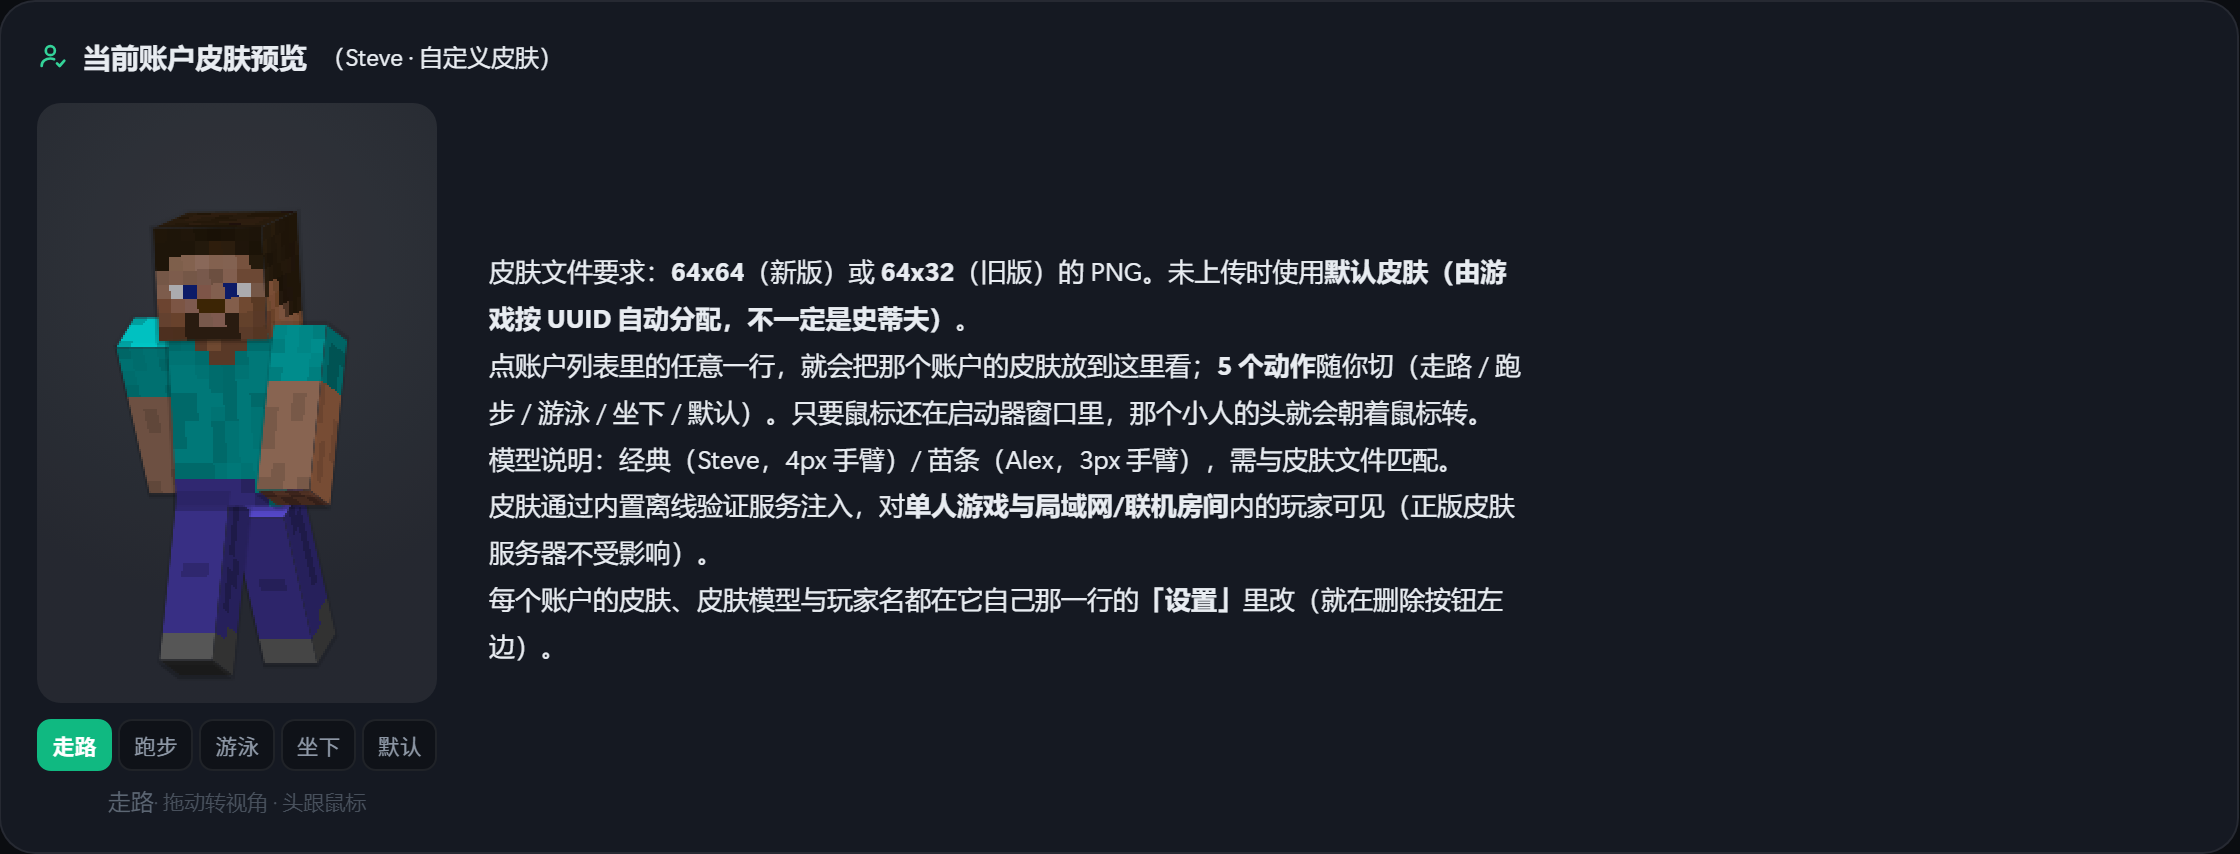 当前账户皮肤预览 （Steve · 自定义皮肤）
皮肤文件要求：64x64（新版）或 64x32（旧版）的 PNG。未上传时使用默认皮肤（由游
戏按 UUID 自动分配，不一定是史蒂夫）。
点账户列表里的任意一行，就会把那个账户的皮肤放到这里看；5 个动作随你切（走路 / 跑
步 / 游泳 / 坐下 / 默认）。只要鼠标还在启动器窗口里，那个小人的头就会朝着鼠标转。
模型说明：经典（Steve，4px 手臂）/ 苗条（Alex，3px 手臂），需与皮肤文件匹配。
皮肤通过内置离线验证服务注入，对单人游戏与局域网/联机房间内的玩家可见（正版皮肤
服务器不受影响）。
每个账户的皮肤、皮肤模型与玩家名都在它自己那一行的「设置」里改（就在删除按钮左
边）。
走路 跑步 游泳 坐下 默认
走路· 拖动转视角 · 头跟鼠标